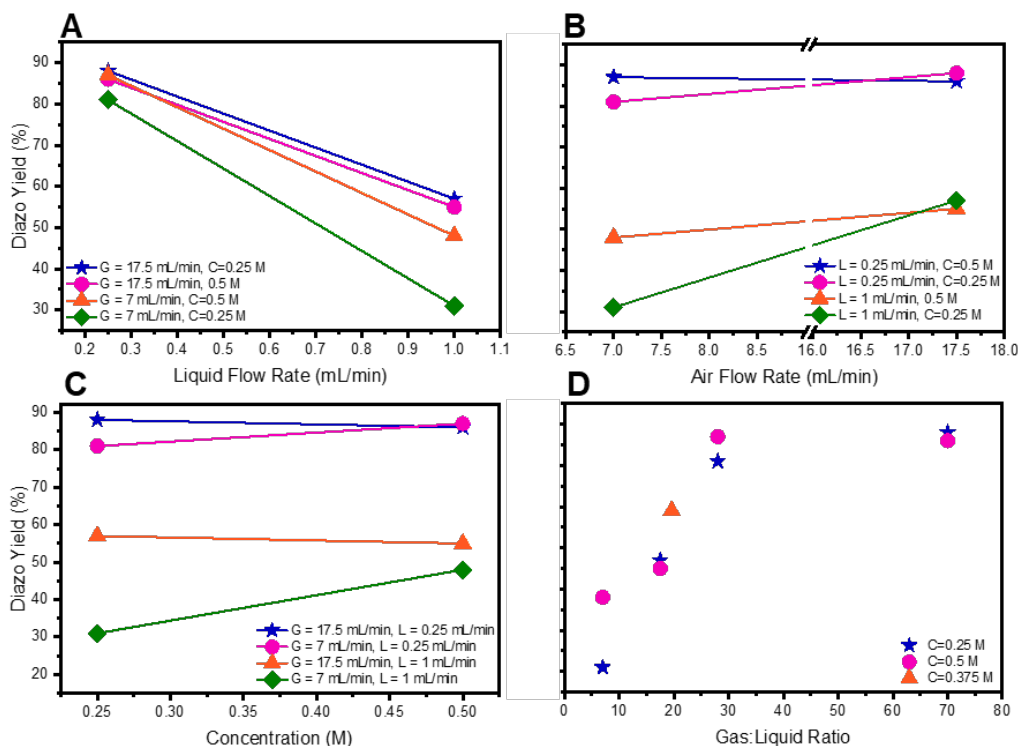 A
Diazo Yield (%)
90
80
70
60
50
40
30
G = 17.5 mL/min, C=0.25 M
G = 17.5 mL/min, 0.5 M
G = 7 mL/min, C=0.5 M
G = 7 mL/min, C=0.25 M
0.2 0.3 0.4 0.5 0.6 0.7 0.8 0.9 1.0 1.1
Liquid Flow Rate (mL/min)
B
L = 0.25 mL/min, C=0.5 M
L = 0.25 mL/min, C=0.25 M
L = 1 mL/min, 0.5 M
L = 1 mL/min, C=0.25 M
6.5 7.0 7.5 8.0 8.5 16.0 16.5 17.0 17.5 18.0
Air Flow Rate (mL/min)
C
Diazo Yield (%)
90
80
70
60
50
40
30
20
G = 17.5 mL/min, L = 0.25 mL/min
G = 7 mL/min, L = 0.25 mL/min
G = 17.5 mL/min, L = 1 mL/min
G = 7 mL/min, L = 1 mL/min
0.25 0.30 0.35 0.40 0.45 0.50
Concentration (M)
D
C=0.25 M
C=0.5 M
C=0.375 M
0 10 20 30 40 50 60 70 80
Gas:Liquid Ratio